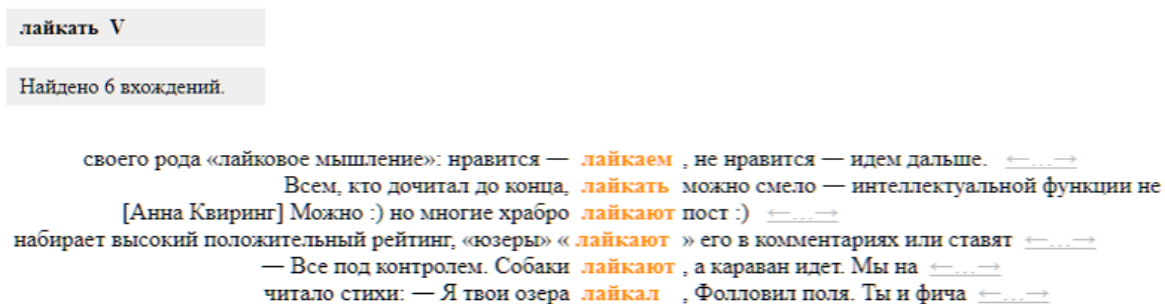 лайкать V
Найдено 6 вхождений.
своего рода «лайковое мышление»: нравится — лайкаем , не нравится — идем дальше. ←…→
Всем, кто дочитал до конца, лайкать можно смело — интеллектуальной функции не
[Анна Квиринг] Можно :) но многие храбро лайкают пост :) ←…→
набирает высокий положительный рейтинг, «юзеры» « лайкают » его в комментариях или ставят ←…→
— Все под контролем. Собаки лайкают , а караван идет. Мы на ←…→
читало стихи: — Я твои озера лайкал , Фолловил поля. Ты и фича ←…→